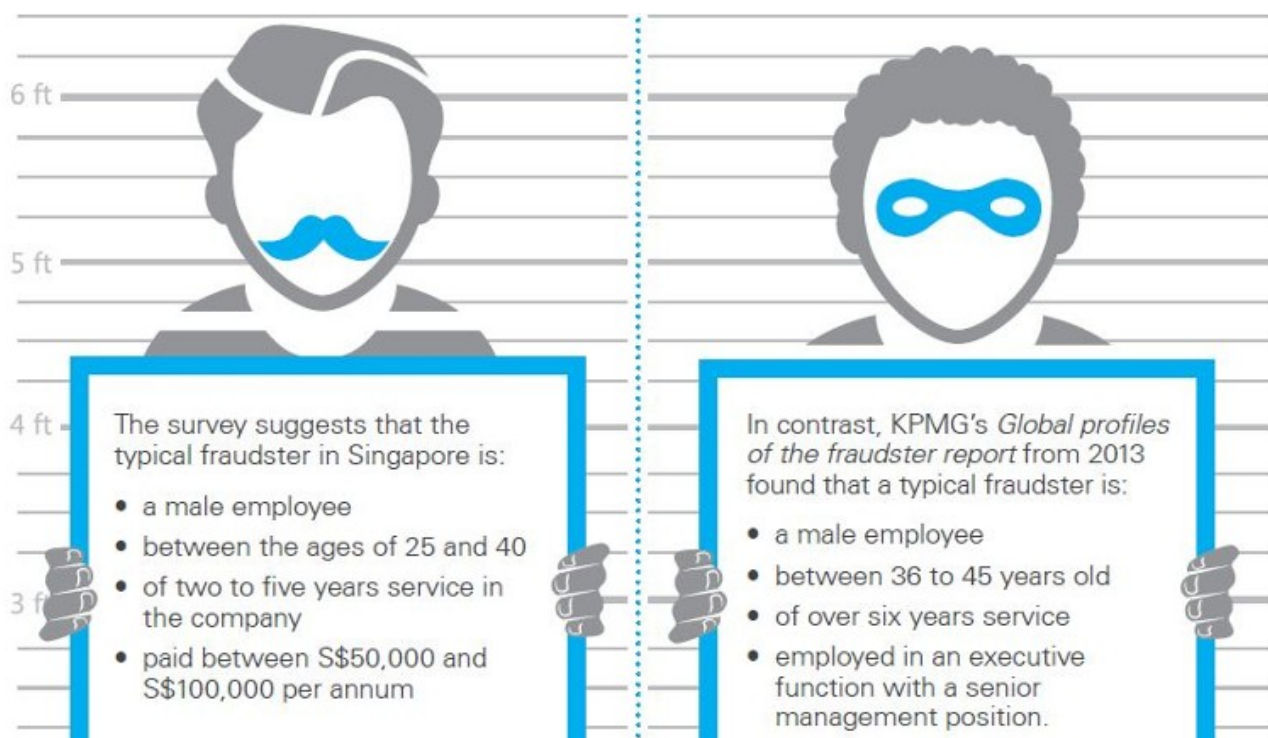 6 ft
5 ft
4 ft
3 ft
The survey suggests that the
typical fraudster in Singapore is:
• a male employee
• between the ages of 25 and 40
• of two to five years service in
the company
• paid between S$50,000 and
S$100,000 per annum
In contrast, KPMG's Global profiles
of the fraudster report from 2013
found that a typical fraudster is:
• a male employee
• between 36 to 45 years old
• of over six years service
• employed in an executive
function with a senior
management position.